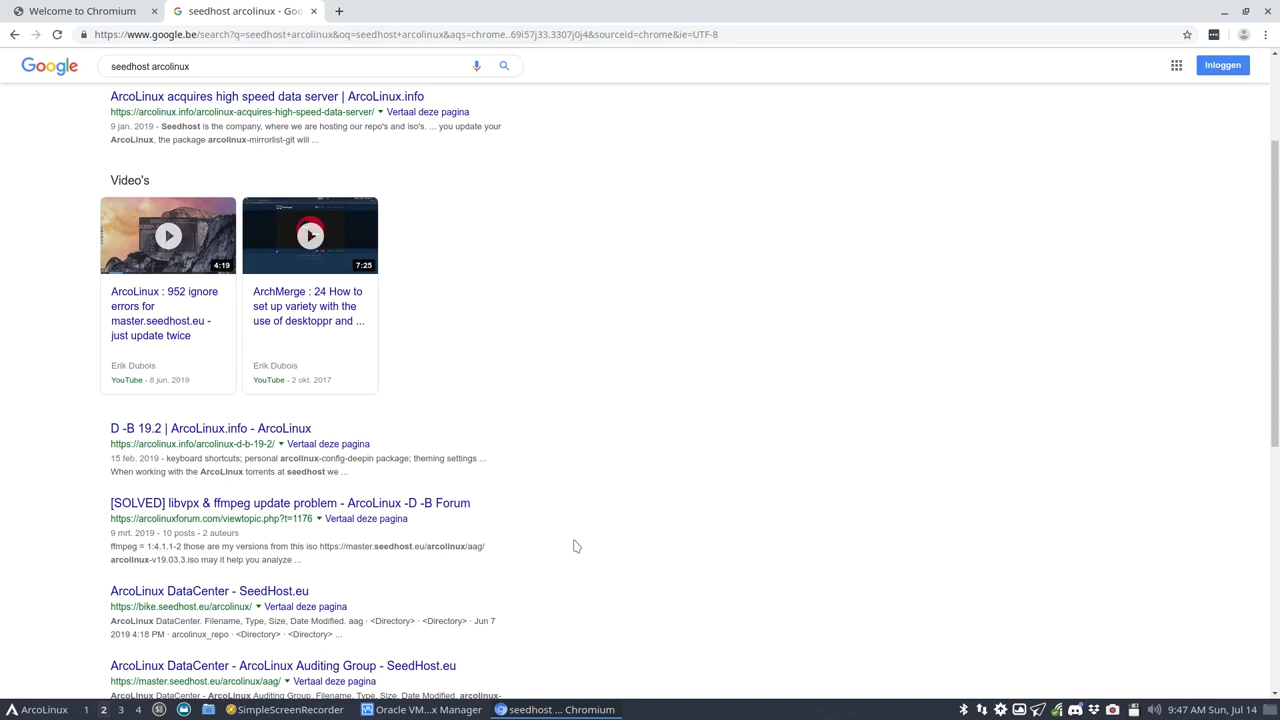 Welcome to Chromium
seedhost arcolinux - Goo
https://www.google.be/search?q=seedhost+arcolinux&oq=seedhost+arcolinux&aqs=chrome..69i57j33.3307j0j4&sourceid=chrome&ie=UTF-8
Google
seedhost arcolinux
Inloggen
ArcoLinux acquires high speed data server | ArcoLinux.info
https://arcolinux.info/arcolinux-acquires-high-speed-data-server/ Vertaal deze pagina
9 jan. 2019 - Seedhost is the company, where we are hosting our repo's and iso's. ... you update your
ArcoLinux, the package arcolinux-mirrorlist-git will ...
Video's
4:19
7:25
ArcoLinux : 952 ignore
errors for
master.seedhost.eu -
just update twice
Erik Dubois
YouTube - 8 jun. 2019
ArchMerge : 24 How to
set up variety with the
use of desktoppr and ...
Erik Dubois
YouTube - 2 okt. 2017
D -B 19.2 | ArcoLinux.info - ArcoLinux
https://arcolinux.info/arcolinux-d-b-19-2/ Vertaal deze pagina
15 feb. 2019 - keyboard shortcuts; personal arcolinux-config-deepin package; theming settings ...
When working with the ArcoLinux torrents at seedhost we ...
[SOLVED] libvpx & ffmpeg update problem - ArcoLinux -D -B Forum
https://arcolinuxforum.com/viewtopic.php?t=1176 Vertaal deze pagina
9 mrt. 2019 - 10 posts - 2 auteurs
ffmpeg = 1:4.1.1-2 those are my versions from this iso https://master.seedhost.eu/arcolinux/aag/
arcolinux-v19.03.3.iso may it help you analyze ...
ArcoLinux DataCenter - SeedHost.eu
https://bike.seedhost.eu/arcolinux/ Vertaal deze pagina
ArcoLinux DataCenter. Filename, Type, Size, Date Modified. aag · <Directory> · <Directory> · Jun 7
2019 4:18 PM · arcolinux_repo · <Directory> · <Directory> ...
ArcoLinux DataCenter - ArcoLinux Auditing Group - SeedHost.eu
https://master.seedhost.eu/arcolinux/aag/ Vertaal deze pagina
ArcoLinux DataCenter - ArcoLinux Auditing Group. Filename, Type, Size, Date Modified. arcolinux-
ArcoLinux 1 2 3 4 SimpleScreenRecorder Oracle VM...x Manager seedhost ... Chromium 9:47 AM Sun, Jul 14